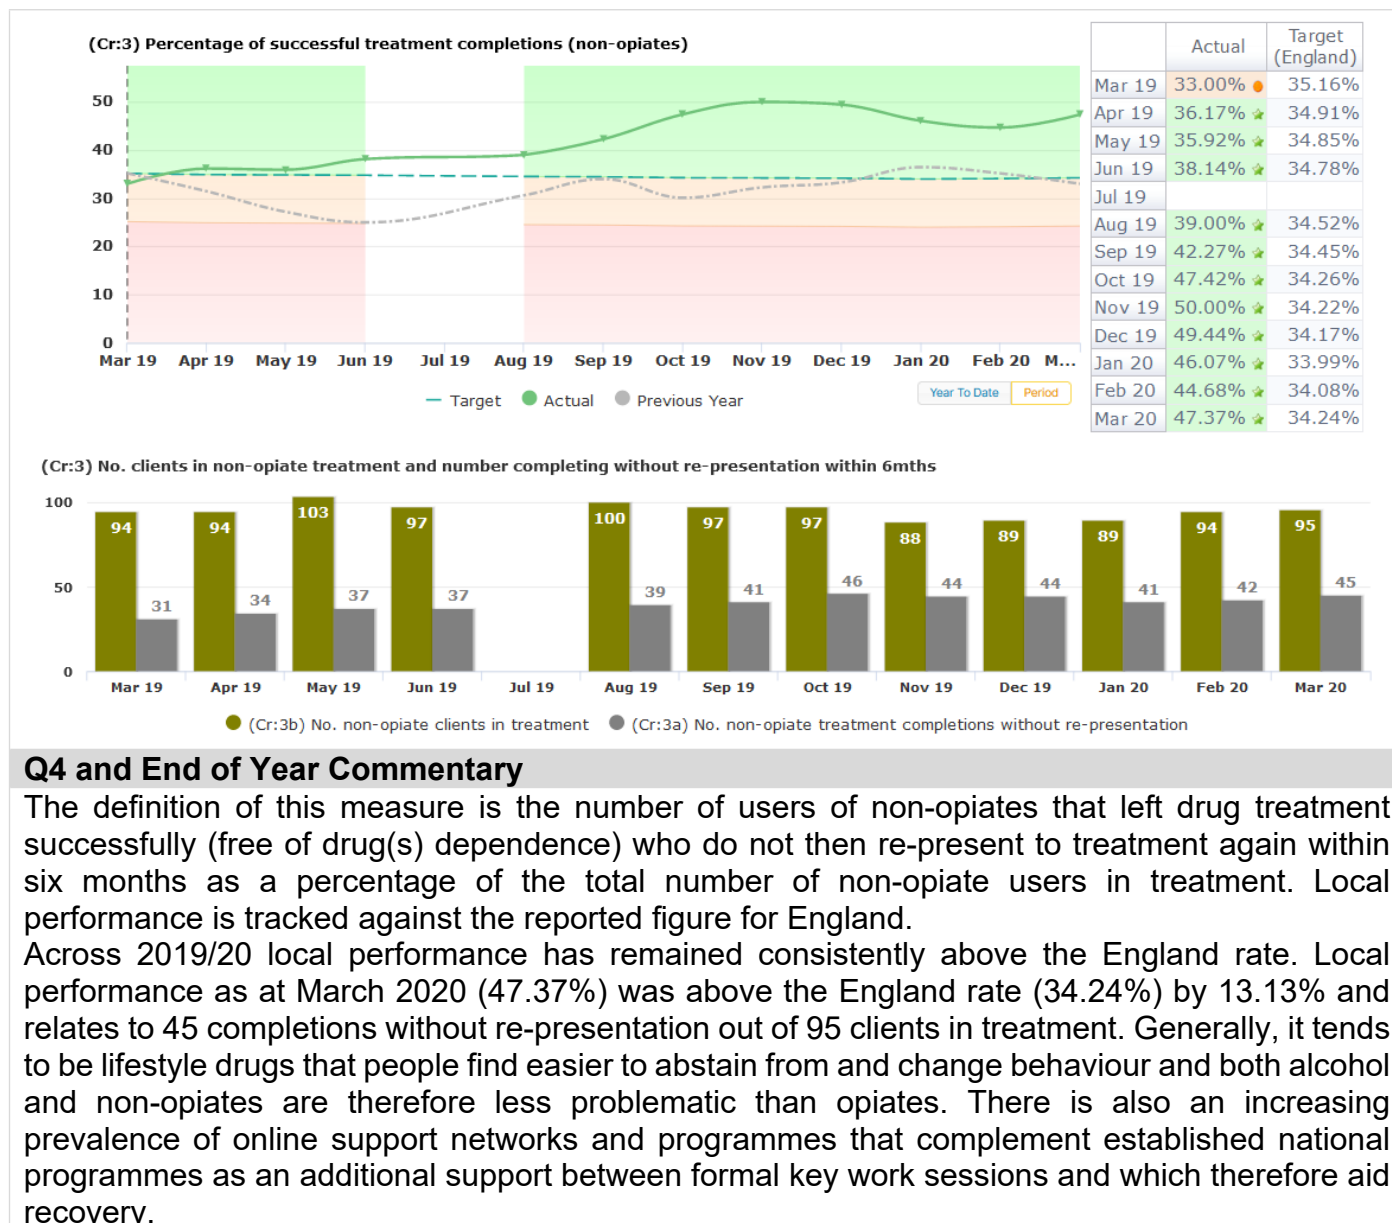 (Cr:3) Percentage of successful treatment completions (non-opiates)
50
40
30
20
10
0
Mar 19 Apr 19 May 19 Jun 19 Jul 19 Aug 19 Sep 19 Oct 19 Nov 19 Dec 19 Jan 20 Feb 20 M...
Target Actual Previous Year
Year To Date Period
Actual Target (England)
Mar 19 33.00% 35.16%
Apr 19 36.17% 34.91%
May 19 35.92% 34.85%
Jun 19 38.14% 34.78%
Jul 19
Aug 19 39.00% 34.52%
Sep 19 42.27% 34.45%
Oct 19 47.42% 34.26%
Nov 19 50.00% 34.22%
Dec 19 49.44% 34.17%
Jan 20 46.07% 33.99%
Feb 20 44.68% 34.08%
Mar 20 47.37% 34.24%
(Cr:3) No. clients in non-opiate treatment and number completing without re-presentation within 6mths
100
50
0
94 31 94 34 103 37 97 37 100 39 97 41 97 46 88 44 89 44 89 41 94 42 95 45
Mar 19 Apr 19 May 19 Jun 19 Jul 19 Aug 19 Sep 19 Oct 19 Nov 19 Dec 19 Jan 20 Feb 20 Mar 20
(Cr:3b) No. non-opiate clients in treatment (Cr:3a) No. non-opiate treatment completions without re-presentation
Q4 and End of Year Commentary
The definition of this measure is the number of users of non-opiates that left drug treatment
successfully (free of drug(s) dependence) who do not then re-present to treatment again within
six months as a percentage of the total number of non-opiate users in treatment. Local
performance is tracked against the reported figure for England.
Across 2019/20 local performance has remained consistently above the England rate. Local
performance as at March 2020 (47.37%) was above the England rate (34.24%) by 13.13% and
relates to 45 completions without re-presentation out of 95 clients in treatment. Generally, it tends
to be lifestyle drugs that people find easier to abstain from and change behaviour and both alcohol
and non-opiates are therefore less problematic than opiates. There is also an increasing
prevalence of online support networks and programmes that complement established national
programmes as an additional support between formal key work sessions and which therefore aid
recovery.